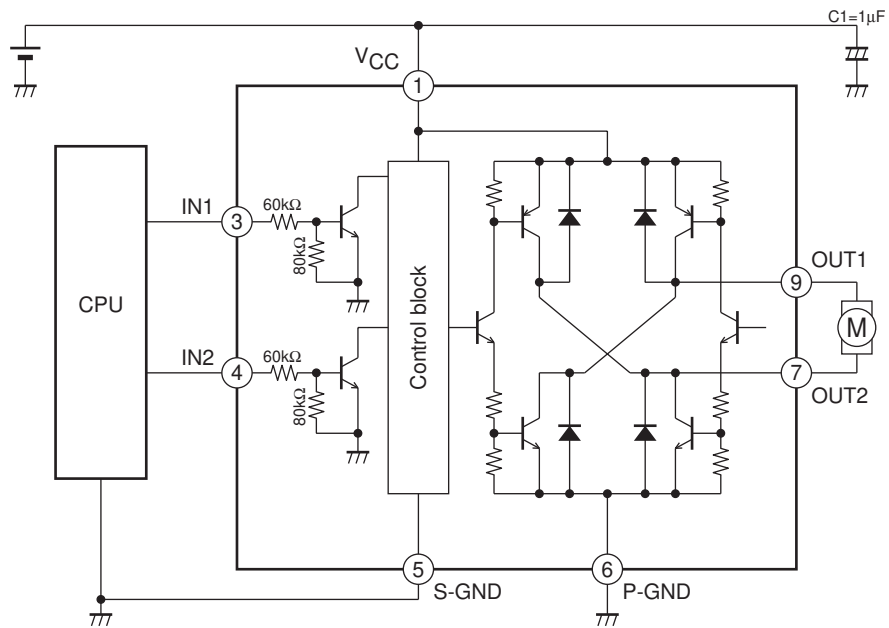 C1=1µF
VCC
1
CPU
IN1
3
60kΩ
80kΩ
IN2
4
60kΩ
80kΩ
Control block
9
OUT1
M
7
OUT2
5
S-GND
6
P-GND